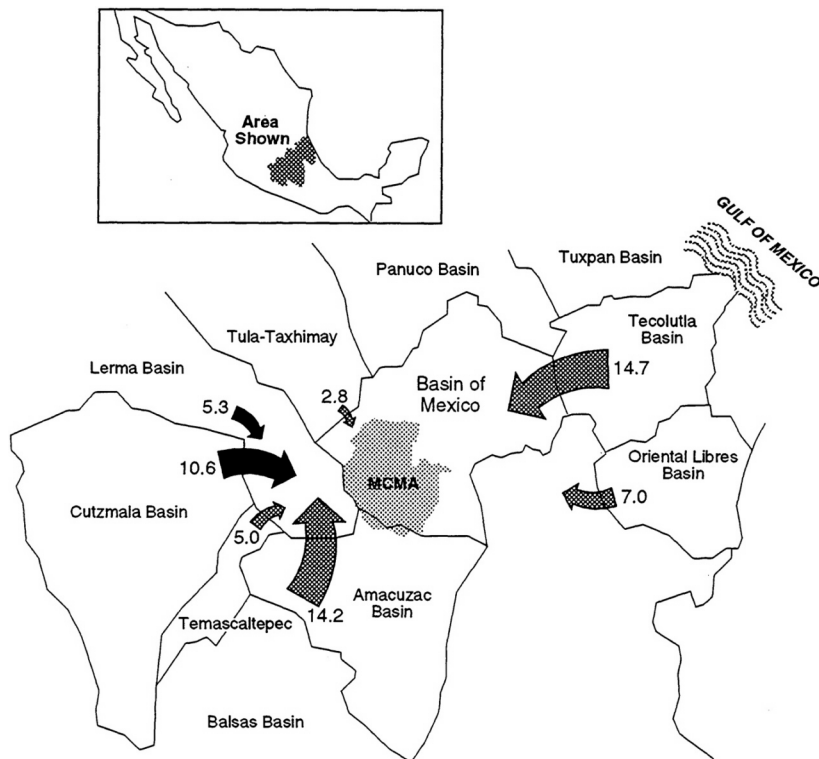 Area
Shown
GULF OF MEXICO
Tuxpan Basin
Panuco Basin
Tecolutla
Basin
Tula-Taxhimay
Lerma Basin
14.7
Basin of
Mexico
2.8
5.3
Oriental Libres
Basin
10.6
MCMA
7.0
Cutzmala Basin
5.0
Amacuzac
Basin
14.2
Temascaltepec
Balsas Basin